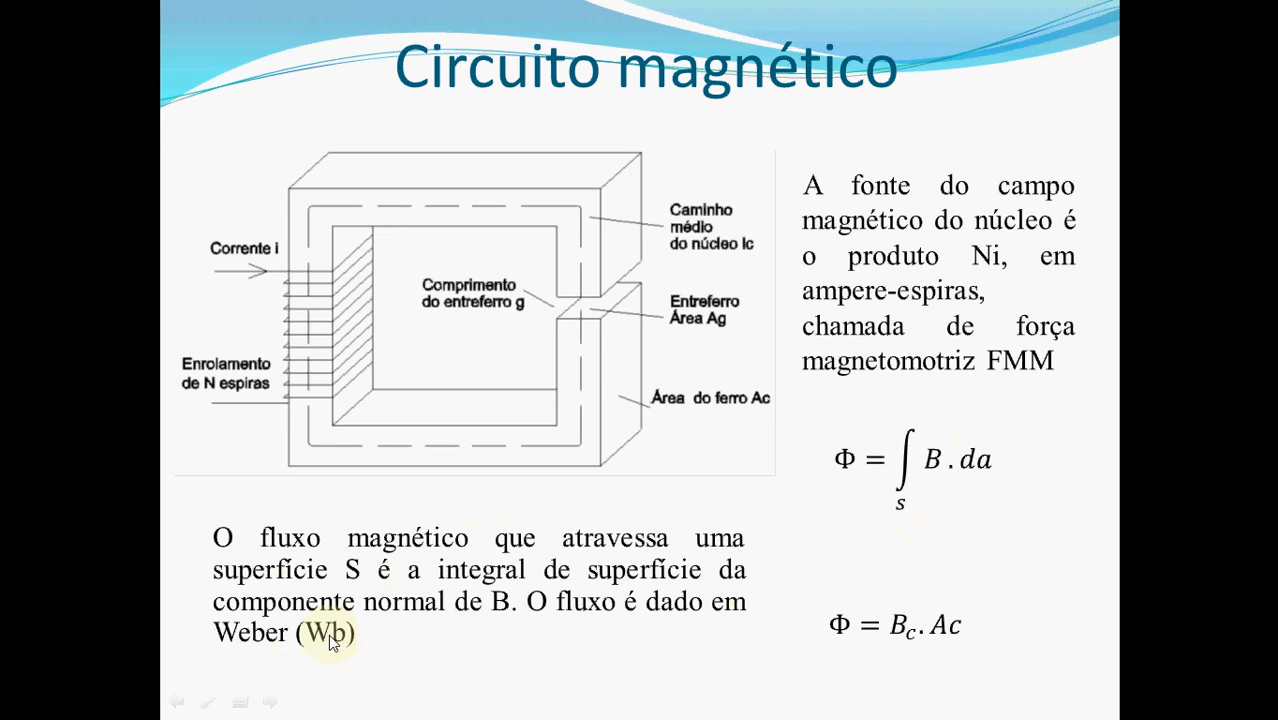 Circuito magnético
Corrente i
Enrolamento
de N espiras
Comprimento
do entreferro g
Caminho
médio
do núcleo lc
Entreferro
Área Ag
Área do ferro Ac
A fonte do campo
magnético do núcleo é
o produto Ni, em
ampere-espiras,
chamada de força
magnetomotriz FMM
Φ = ∫ B . da
s
O fluxo magnético que atravessa uma
superfície S é a integral de superfície da
componente normal de B. O fluxo é dado em
Weber (Wb)
Φ = B_c . Ac